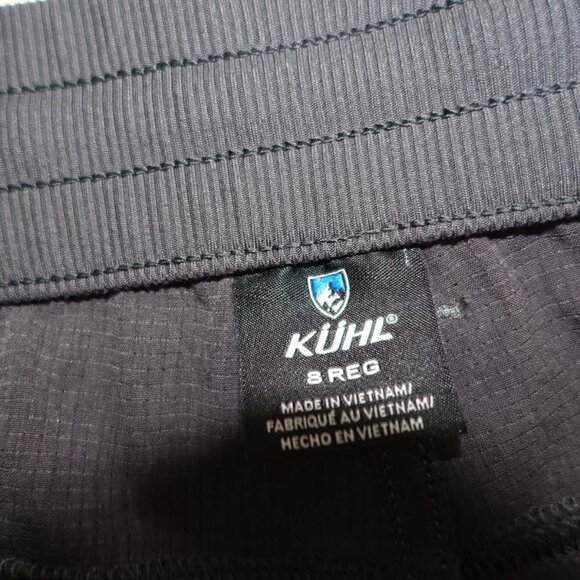 KÜHL®
8 REG
MADE IN VIETNAM/
FABRIQUÉ AU VIETNAM/
HECHO EN VIETNAM